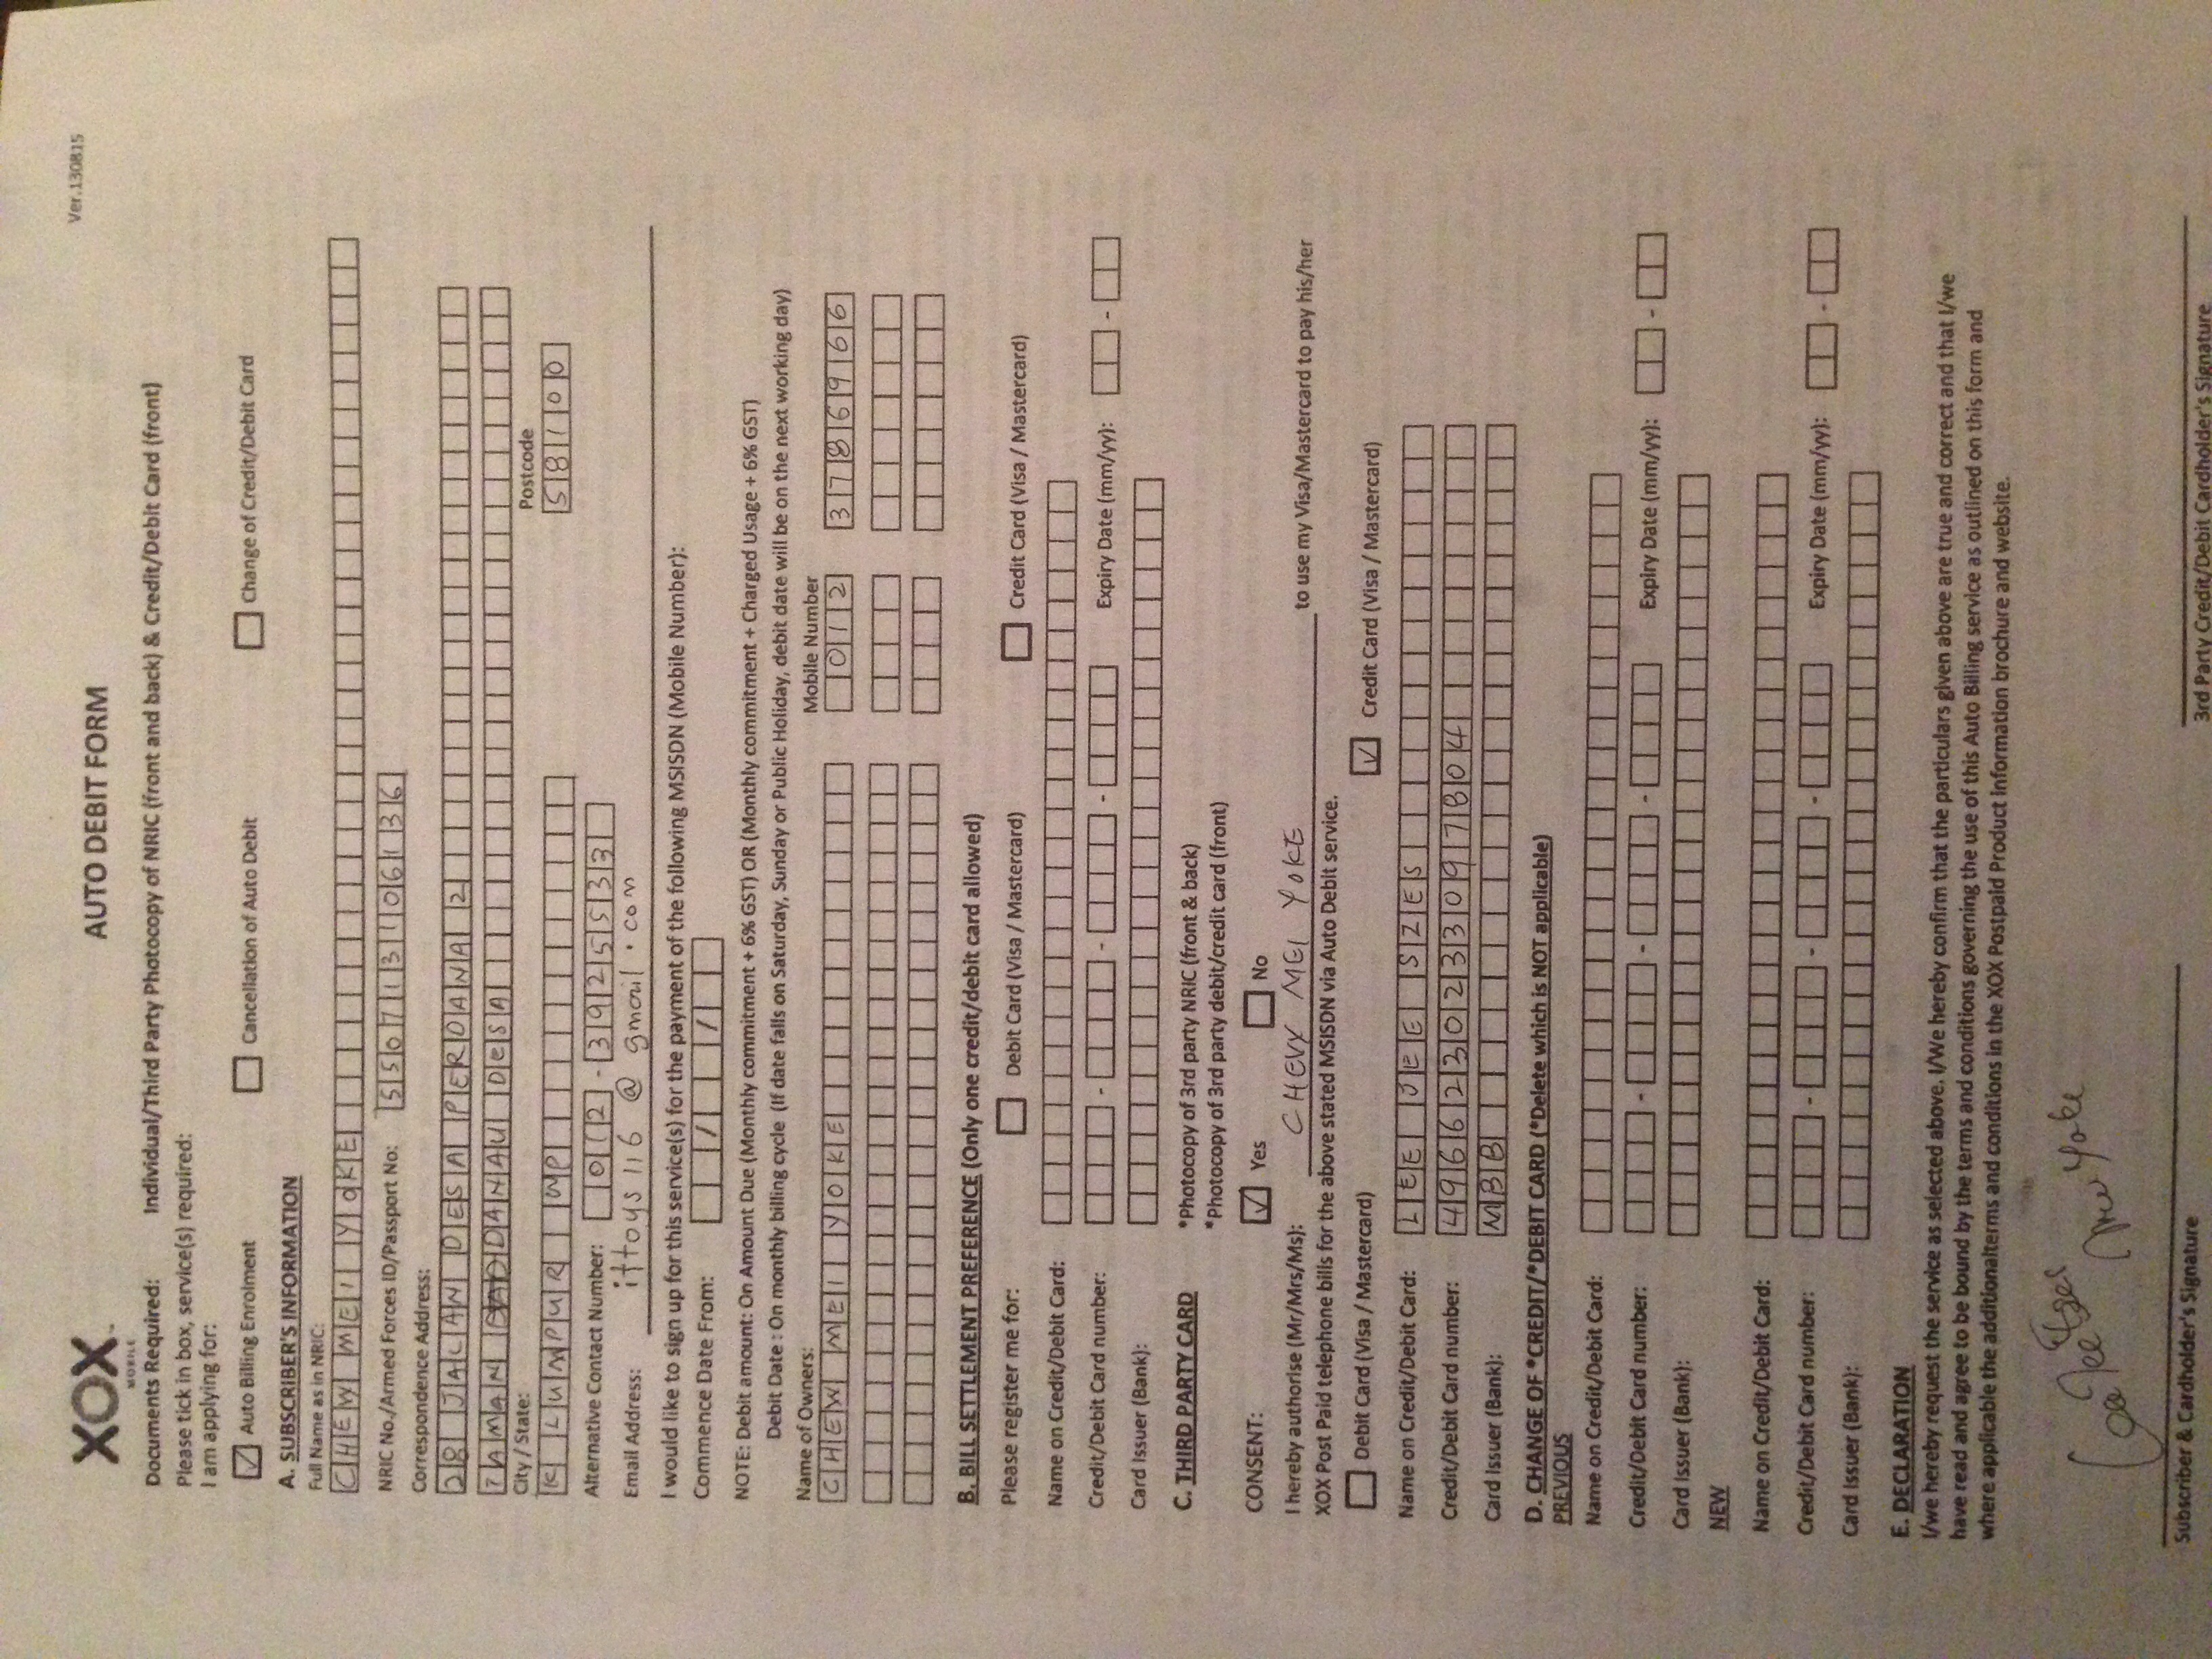 XOX
MOBILE
AUTO DEBIT FORM
Ver.130815
Documents Required: Individual/Third Party Photocopy of NRIC (front and back) & Credit/Debit Card (front)
Please tick in box, service(s) required:
I am applying for:
Auto Billing Enrolment Cancellation of Auto Debit Change of Credit/Debit Card
A. SUBSCRIBER'S INFORMATION
Full Name as in NRIC:
CHEW MEI YOKE
NRIC No./Armed Forces ID/Passport No: 550713106136
Correspondence Address:
28 JALAN DESA PERDANA 2
TAMAN DANAU DESA
City / State: Postcode
K LUMPUR WP 58100
Alternative Contact Number: 012 - 3925533
Email Address: ittoys116@gmail.com
I would like to sign up for this service(s) for the payment of the following MSISDN (Mobile Number):
Commence Date From: / /
NOTE: Debit amount: On Amount Due (Monthly commitment + 6% GST) OR (Monthly commitment + Charged Usage + 6% GST)
Debit Date : On monthly billing cycle (If date falls on Saturday, Sunday or Public Holiday, debit date will be on the next working day)
Name of Owners: Mobile Number
CHEW MEI YOKE 012 3786966
B. BILL SETTLEMENT PREFERENCE (Only one credit/debit card allowed)
Please register me for: Debit Card (Visa / Mastercard) Credit Card (Visa / Mastercard)
Name on Credit/Debit Card:
Credit/Debit Card number: - - - Expiry Date (mm/yy): -
Card Issuer (Bank):
C. THIRD PARTY CARD *Photocopy of 3rd party NRIC (front & back)
*Photocopy of 3rd party debit/credit card (front)
CONSENT: Yes No
I hereby authorise (Mr/Mrs/Ms): CHEW MEI YOKE to use my Visa/Mastercard to pay his/her
XOX Post Paid telephone bills for the above stated MSISDN via Auto Debit service.
Debit Card (Visa / Mastercard) Credit Card (Visa / Mastercard)
Name on Credit/Debit Card: LEE JEE SZES
Credit/Debit Card number: 4966230233097804
Card Issuer (Bank): MBB
D. CHANGE OF *CREDIT/*DEBIT CARD (*Delete which is NOT applicable)
PREVIOUS
Name on Credit/Debit Card:
Credit/Debit Card number: - - - Expiry Date (mm/yy): -
Card Issuer (Bank):
NEW
Name on Credit/Debit Card:
Credit/Debit Card number: - - - Expiry Date (mm/yy): -
Card Issuer (Bank):
E. DECLARATION
I/we hereby request the service as selected above. I/We hereby confirm that the particulars given above are true and correct and that I/we
have read and agree to be bound by the terms and conditions governing the use of this Auto Billing service as outlined on this form and
where applicable the additionalterms and conditions in the XOX Postpaid Product information brochure and website.
Yoke
Subscriber & Cardholder's Signature
3rd Party Credit/Debit Cardholder's Signature